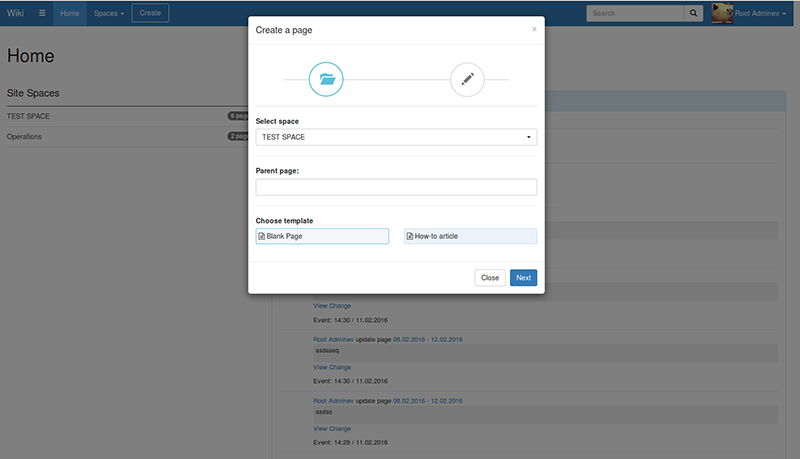 Wiki Home Spaces Create Search Root Adminev
Home
Site Spaces
TEST SPACE 6
Operations 2
Create a page ×
Select space
TEST SPACE
Parent page:
Choose template
Blank Page How-to article
Close Next
View Change
Event: 14:30 / 11.02.2016
Root Adminev update page 08.02.2016 - 12.02.2016
asdaseq
View Change
Event: 14:30 / 11.02.2016
Root Adminev update page 08.02.2016 - 12.02.2016
asdas
View Change
Event: 14:29 / 11.02.2016